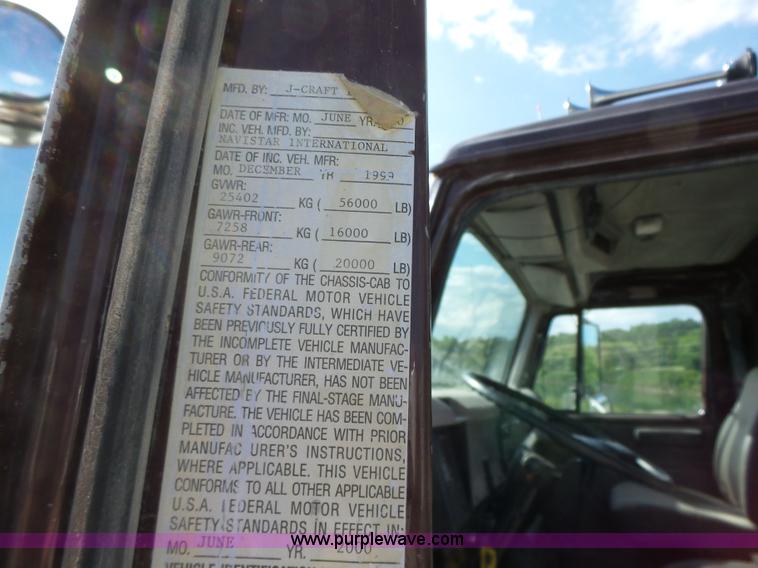 MFD. BY: J-CRAFT
DATE OF MFR: MO. JUNE YR.
INC. VEH. MFD. BY:
NAVISTAR INTERNATIONAL
DATE OF INC. VEH. MFR:
MO. DECEMBER YR 1999
GVWR:
25402 KG ( 56000 LB)
GAWR-FRONT:
7258 KG ( 16000 LB)
GAWR-REAR:
9072 KG ( 20000 LB)
CONFORMITY OF THE CHASSIS-CAB TO
U.S.A. FEDERAL MOTOR VEHICLE
SAFETY STANDARDS, WHICH HAVE
BEEN PREVIOUSLY FULLY CERTIFIED BY
THE INCOMPLETE VEHICLE MANUFAC-
TURER OR BY THE INTERMEDIATE VE-
HICLE MANUFACTURER, HAS NOT BEEN
AFFECTED BY THE FINAL-STAGE MANU-
FACTURE. THE VEHICLE HAS BEEN COM-
PLETED IN ACCORDANCE WITH PRIOR
MANUFACTURER'S INSTRUCTIONS,
WHERE APPLICABLE. THIS VEHICLE
CONFORMS TO ALL OTHER APPLICABLE
U.S.A. FEDERAL MOTOR VEHICLE
SAFETY STANDARDS IN EFFECT IN:
MO. JUNE YR. 2000
VEHICLE IDENTIFICATION
www.purplewave.com